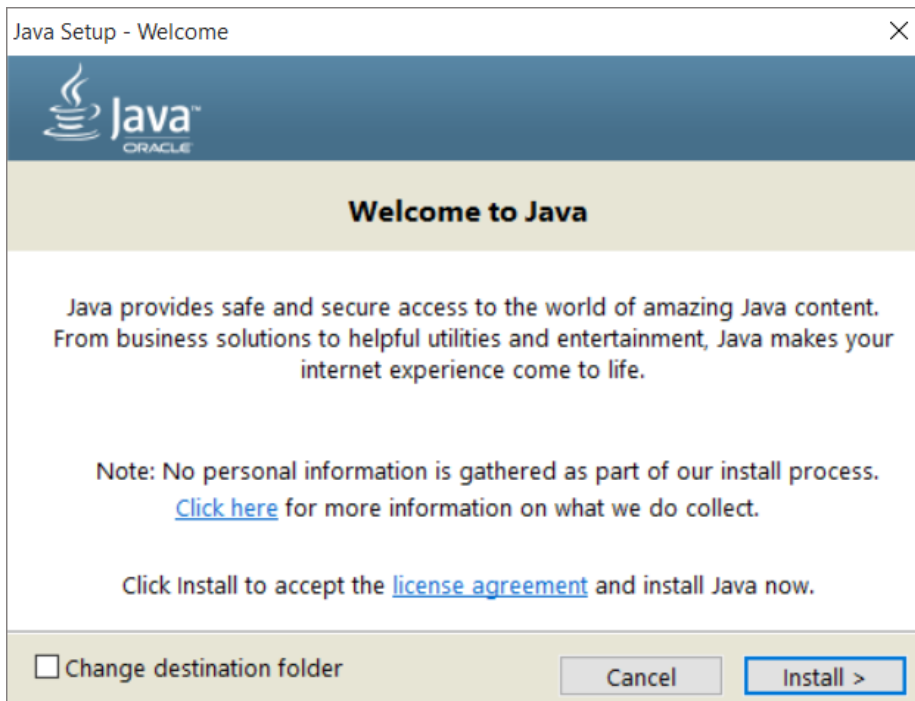 Java Setup - Welcome
Java™
ORACLE
Welcome to Java
Java provides safe and secure access to the world of amazing Java content.
From business solutions to helpful utilities and entertainment, Java makes your
internet experience come to life.
Note: No personal information is gathered as part of our install process.
Click here for more information on what we do collect.
Click Install to accept the license agreement and install Java now.
Change destination folder
Cancel
Install >